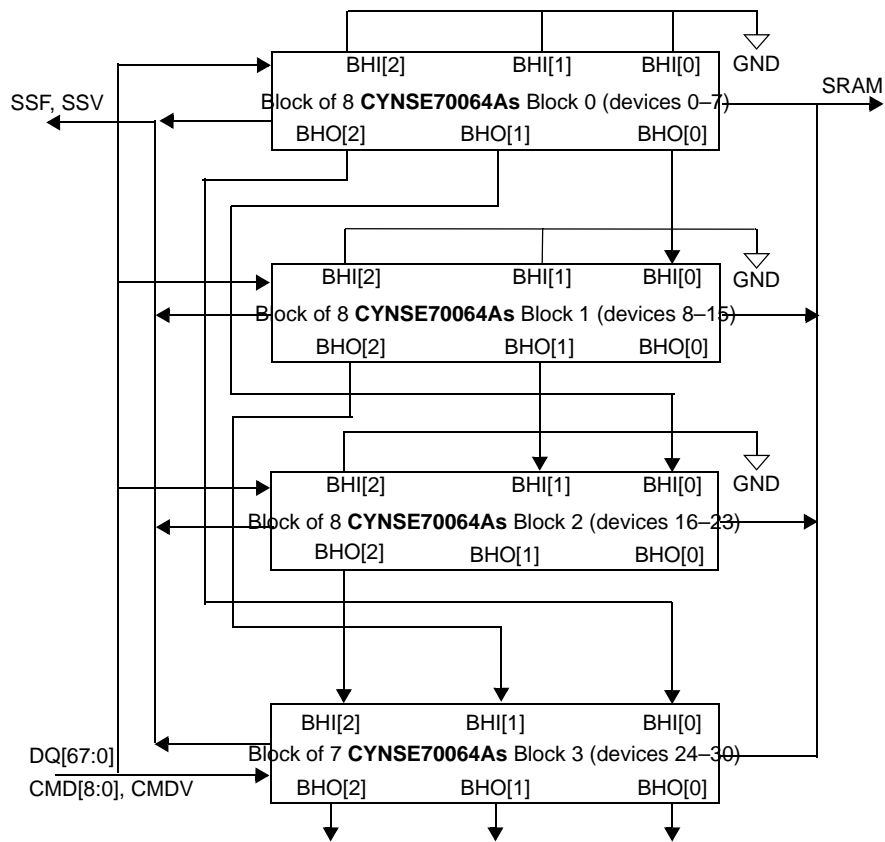 BHI[2] BHI[1] BHI[0] GND
SSF, SSV
SRAM
Block of 8 CYNSE70064As Block 0 (devices 0–7)
BHO[2] BHO[1] BHO[0]
BHI[2] BHI[1] BHI[0] GND
Block of 8 CYNSE70064As Block 1 (devices 8–15)
BHO[2] BHO[1] BHO[0]
BHI[2] BHI[1] BHI[0] GND
Block of 8 CYNSE70064As Block 2 (devices 16–23)
BHO[2] BHO[1] BHO[0]
BHI[2] BHI[1] BHI[0]
DQ[67:0]
Block of 7 CYNSE70064As Block 3 (devices 24–30)
CMD[8:0], CMDV
BHO[2] BHO[1] BHO[0]